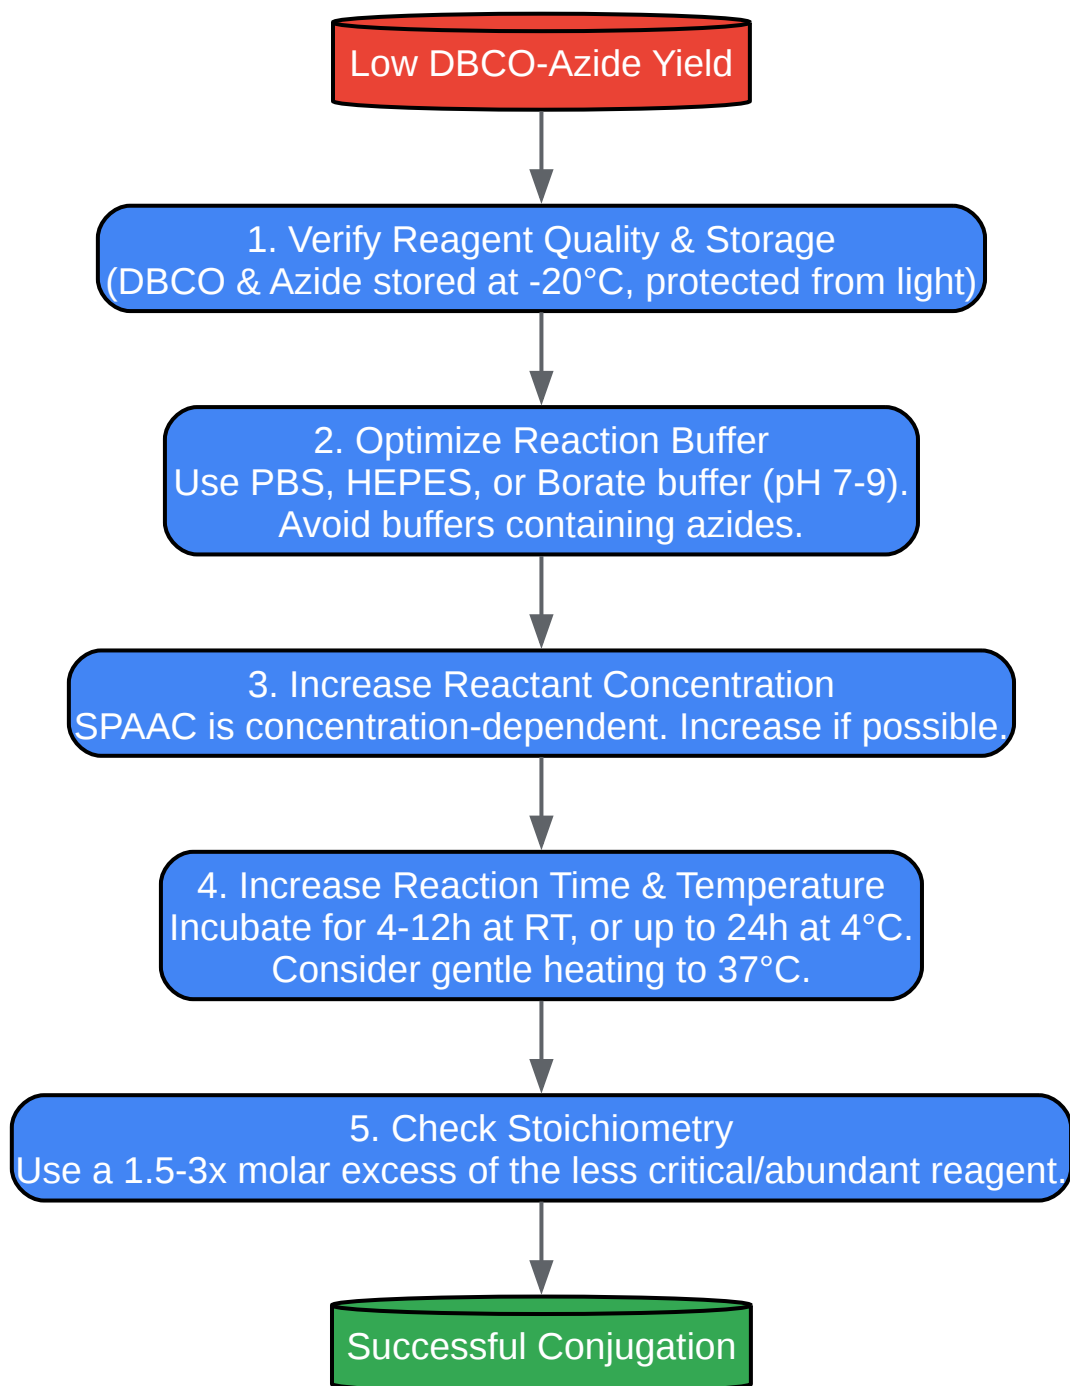 Low DBCO-Azide Yield
1. Verify Reagent Quality & Storage
(DBCO & Azide stored at -20°C, protected from light)
2. Optimize Reaction Buffer
Use PBS, HEPES, or Borate buffer (pH 7-9).
Avoid buffers containing azides.
3. Increase Reactant Concentration
SPAAC is concentration-dependent. Increase if possible.
4. Increase Reaction Time & Temperature
Incubate for 4-12h at RT, or up to 24h at 4°C.
Consider gentle heating to 37°C.
5. Check Stoichiometry
Use a 1.5-3x molar excess of the less critical/abundant reagent.
Successful Conjugation